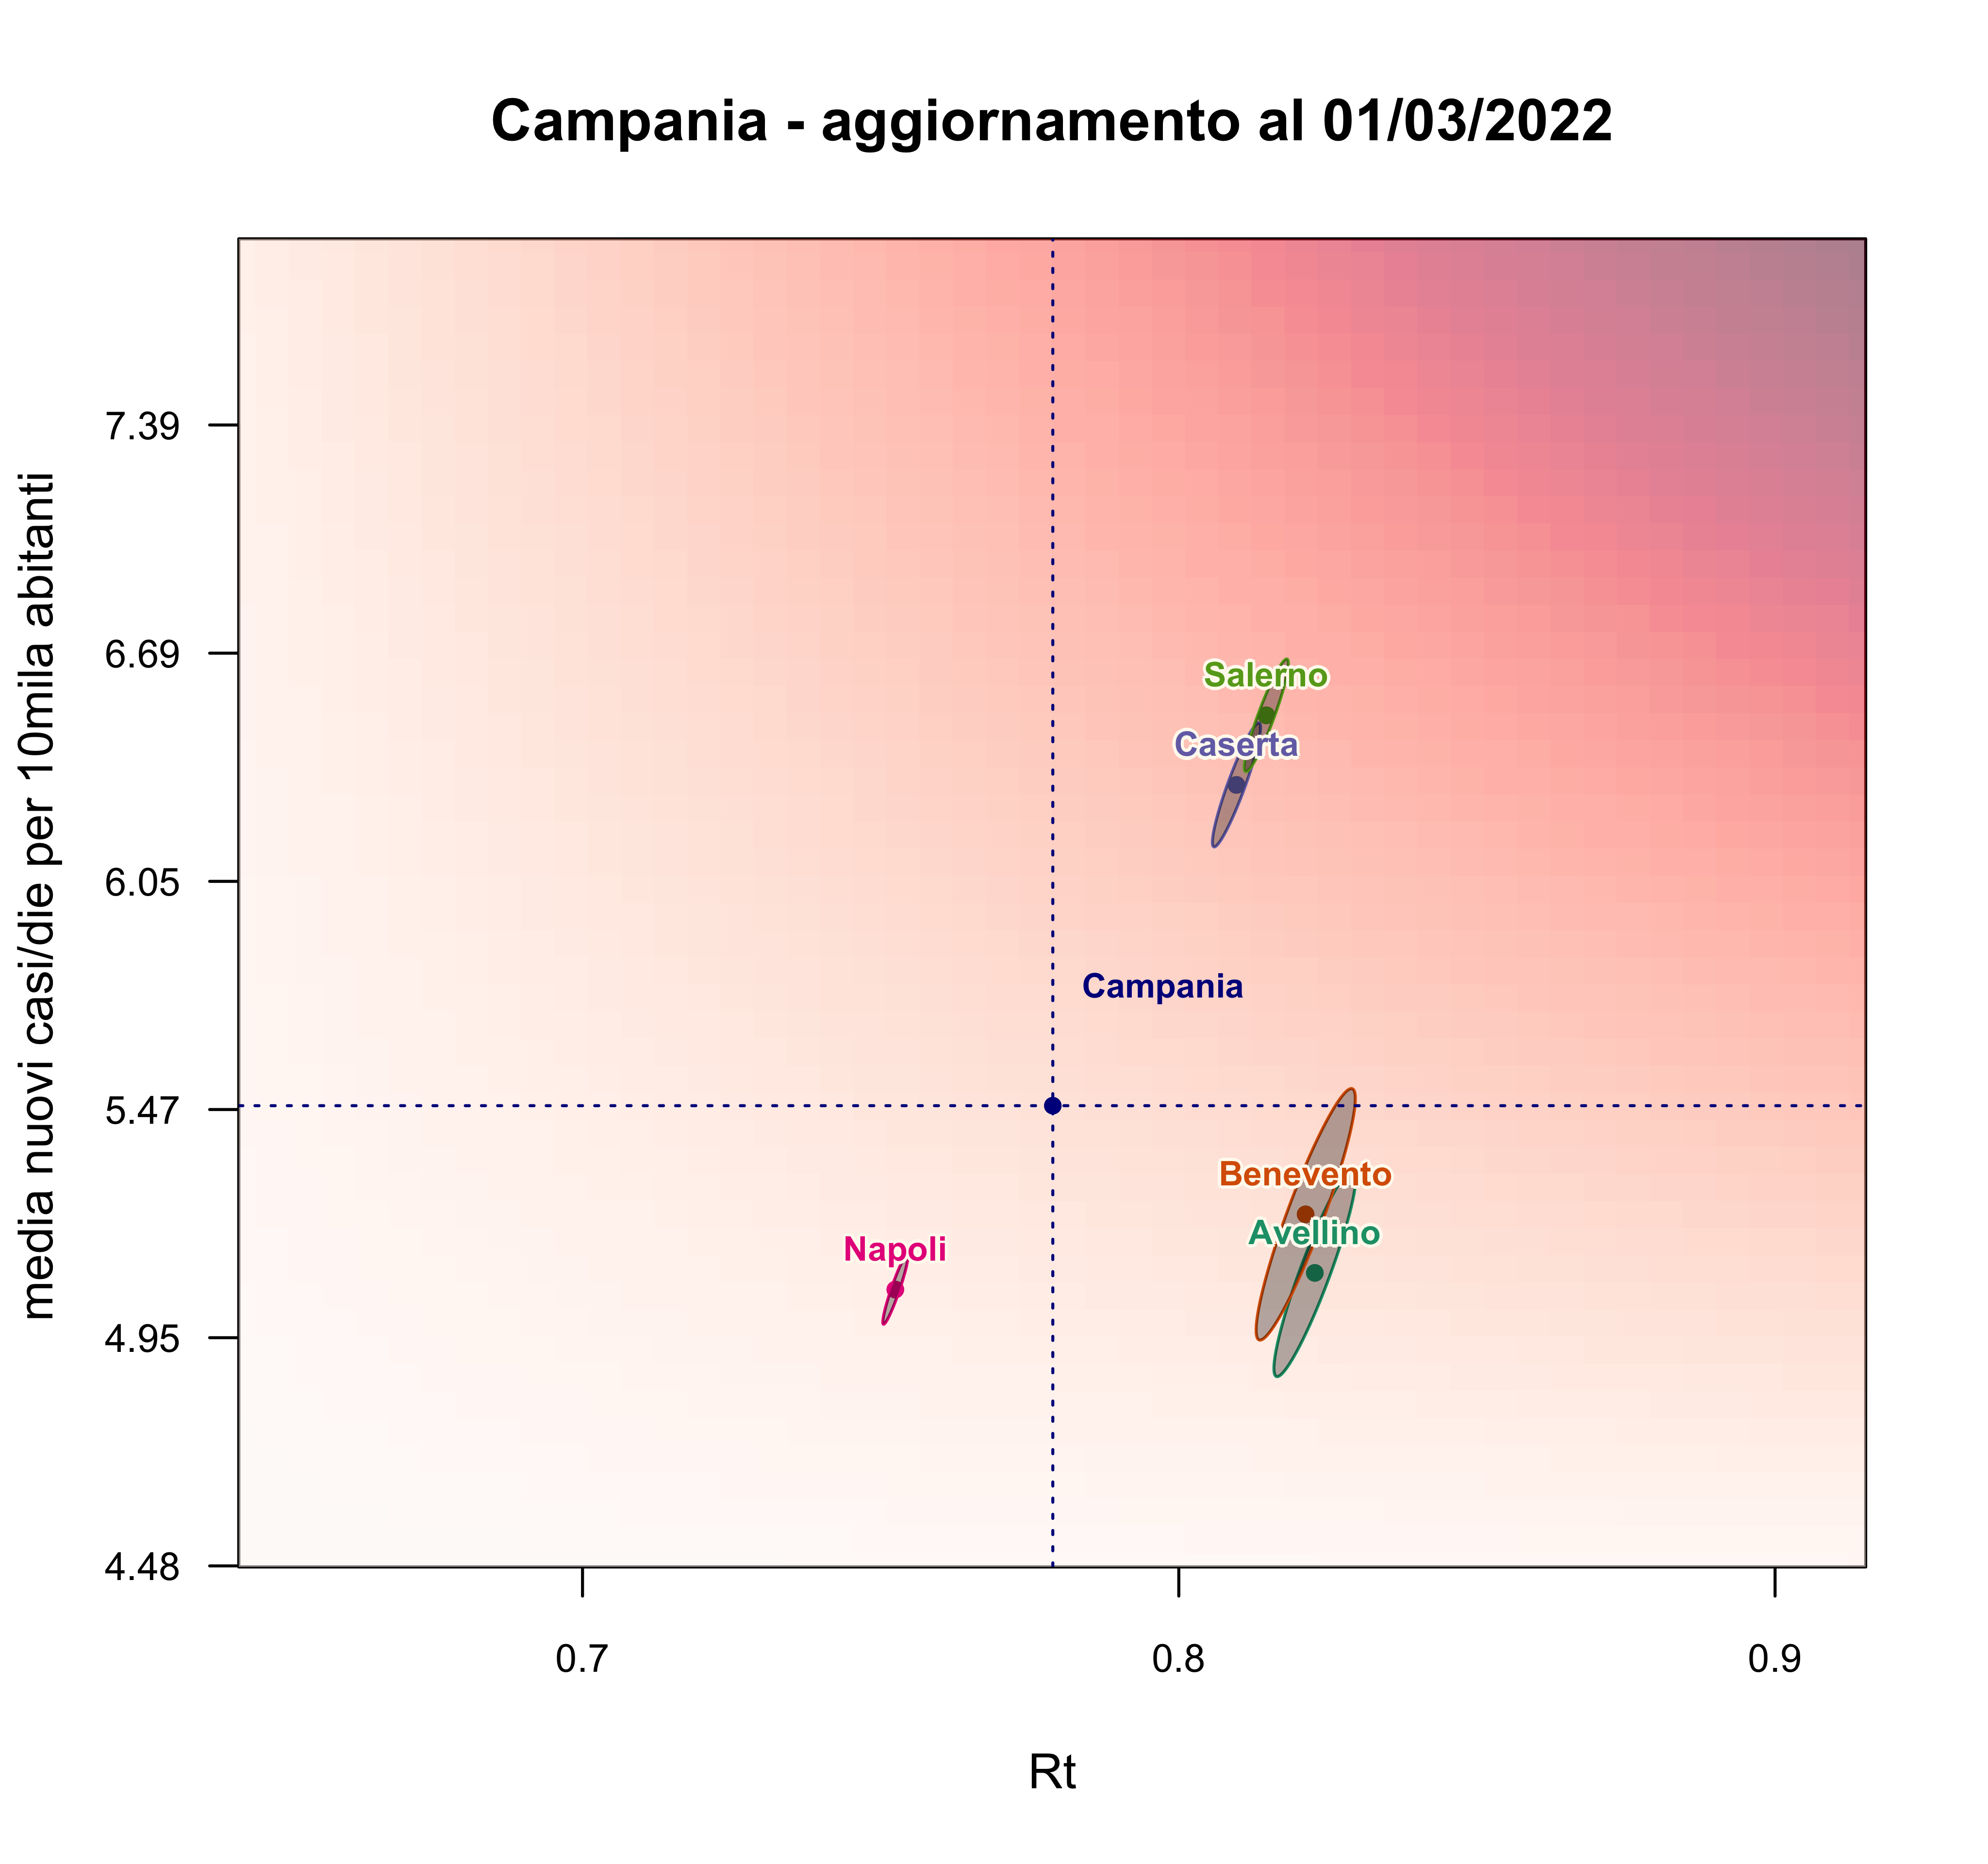 Campania - aggiornamento al 01/03/2022
media nuovi casi/die per 10mila abitanti
7.39
6.69
6.05
5.47
4.95
4.48
Salerno
Caserta
Campania
Benevento
Avellino
Napoli
0.7
0.8
0.9
Rt